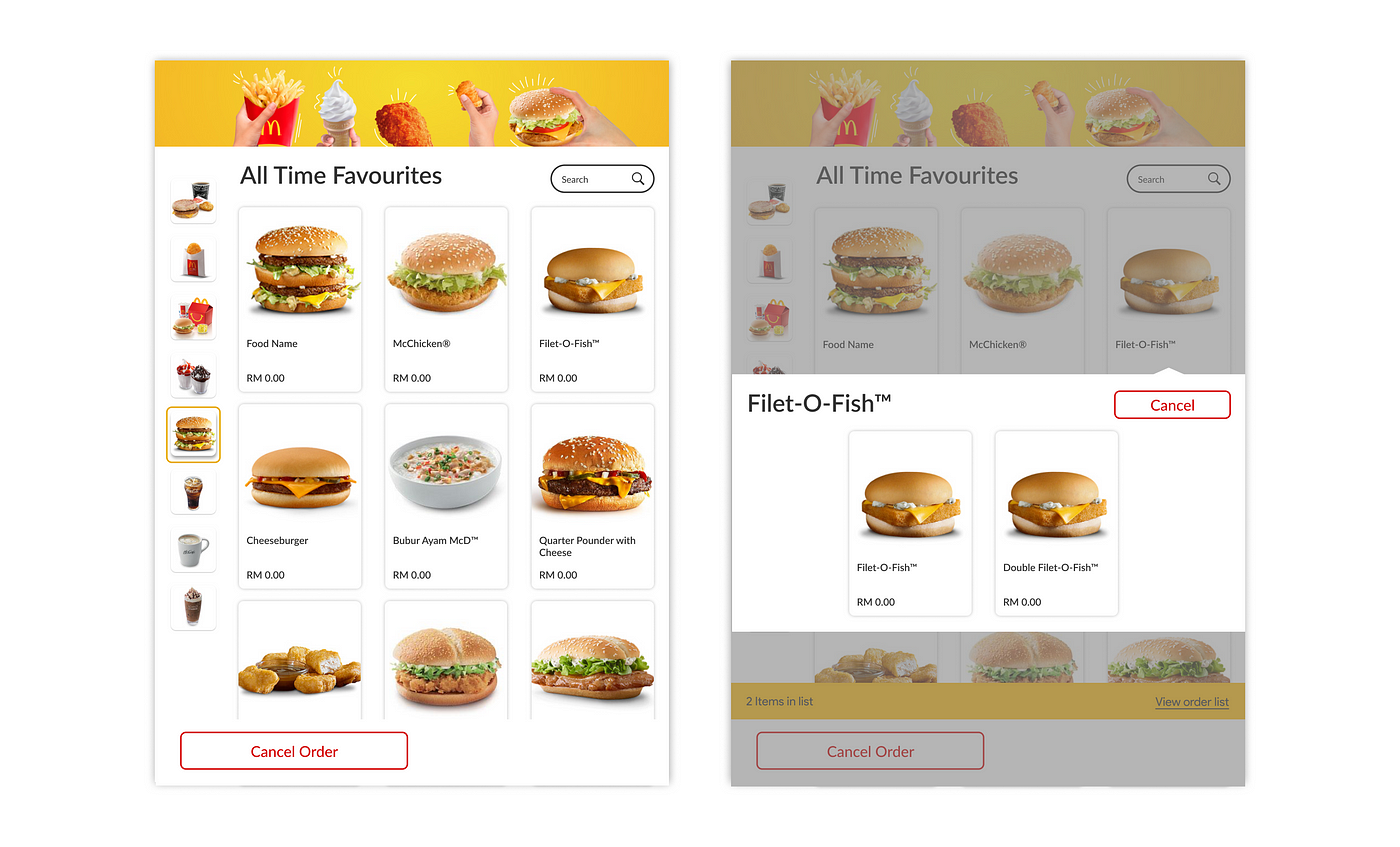 All Time Favourites
Search
Food Name
RM 0.00
McChicken®
RM 0.00
Filet-O-Fish™
RM 0.00
Cheeseburger
RM 0.00
Bubur Ayam McD™
RM 0.00
Quarter Pounder with
Cheese
RM 0.00
Cancel Order
All Time Favourites
Search
Food Name
McChicken®
Filet-O-Fish™
Filet-O-Fish™
Cancel
Filet-O-Fish™
RM 0.00
Double Filet-O-Fish™
RM 0.00
2 Items in list
View order list
Cancel Order